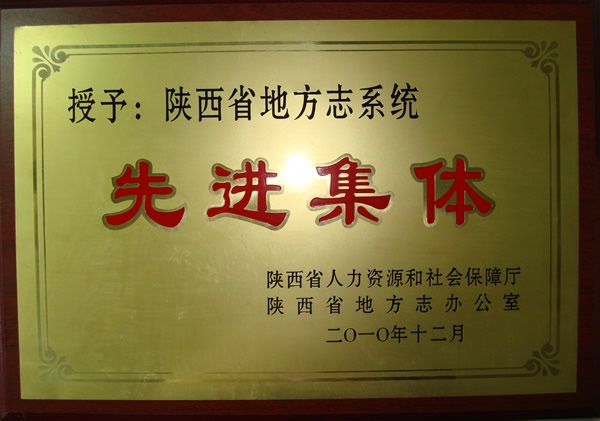 授予：陕西省地方志系统
先进集体
陕西省人力资源和社会保障厅
陕西省地方志办公室
二〇一〇年十二月